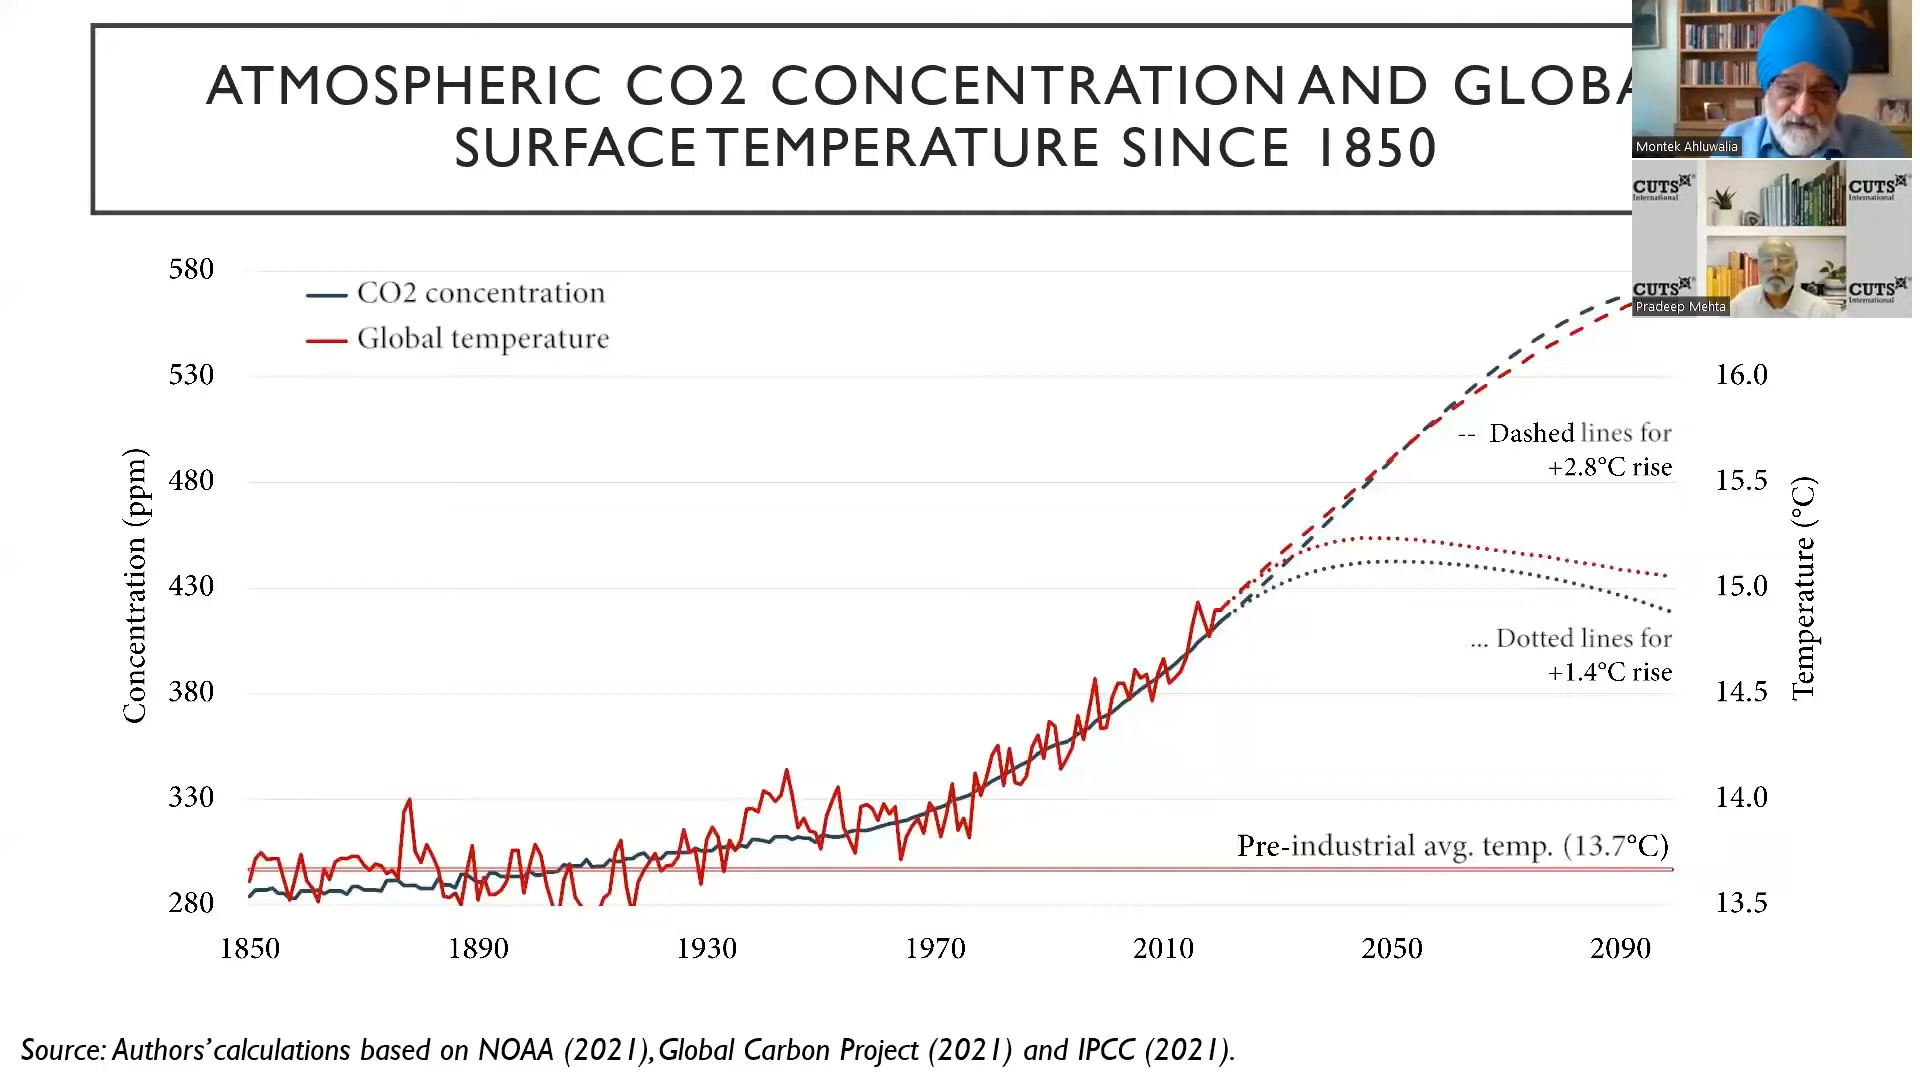 ATMOSPHERIC CO2 CONCENTRATION AND GLOBA
SURFACE TEMPERATURE SINCE 1850
Montek Ahluwalia
CUTS International
CUTS International
CUTS International
CUTS International
Pradeep Mehta
CO2 concentration
Global temperature
580
530
480
430
380
330
280
Concentration (ppm)
-- Dashed lines for
+2.8°C rise
... Dotted lines for
+1.4°C rise
Pre-industrial avg. temp. (13.7°C)
16.0
15.5
15.0
14.5
14.0
13.5
Temperature (°C)
1850 1890 1930 1970 2010 2050 2090
Source: Authors' calculations based on NOAA (2021), Global Carbon Project (2021) and IPCC (2021).